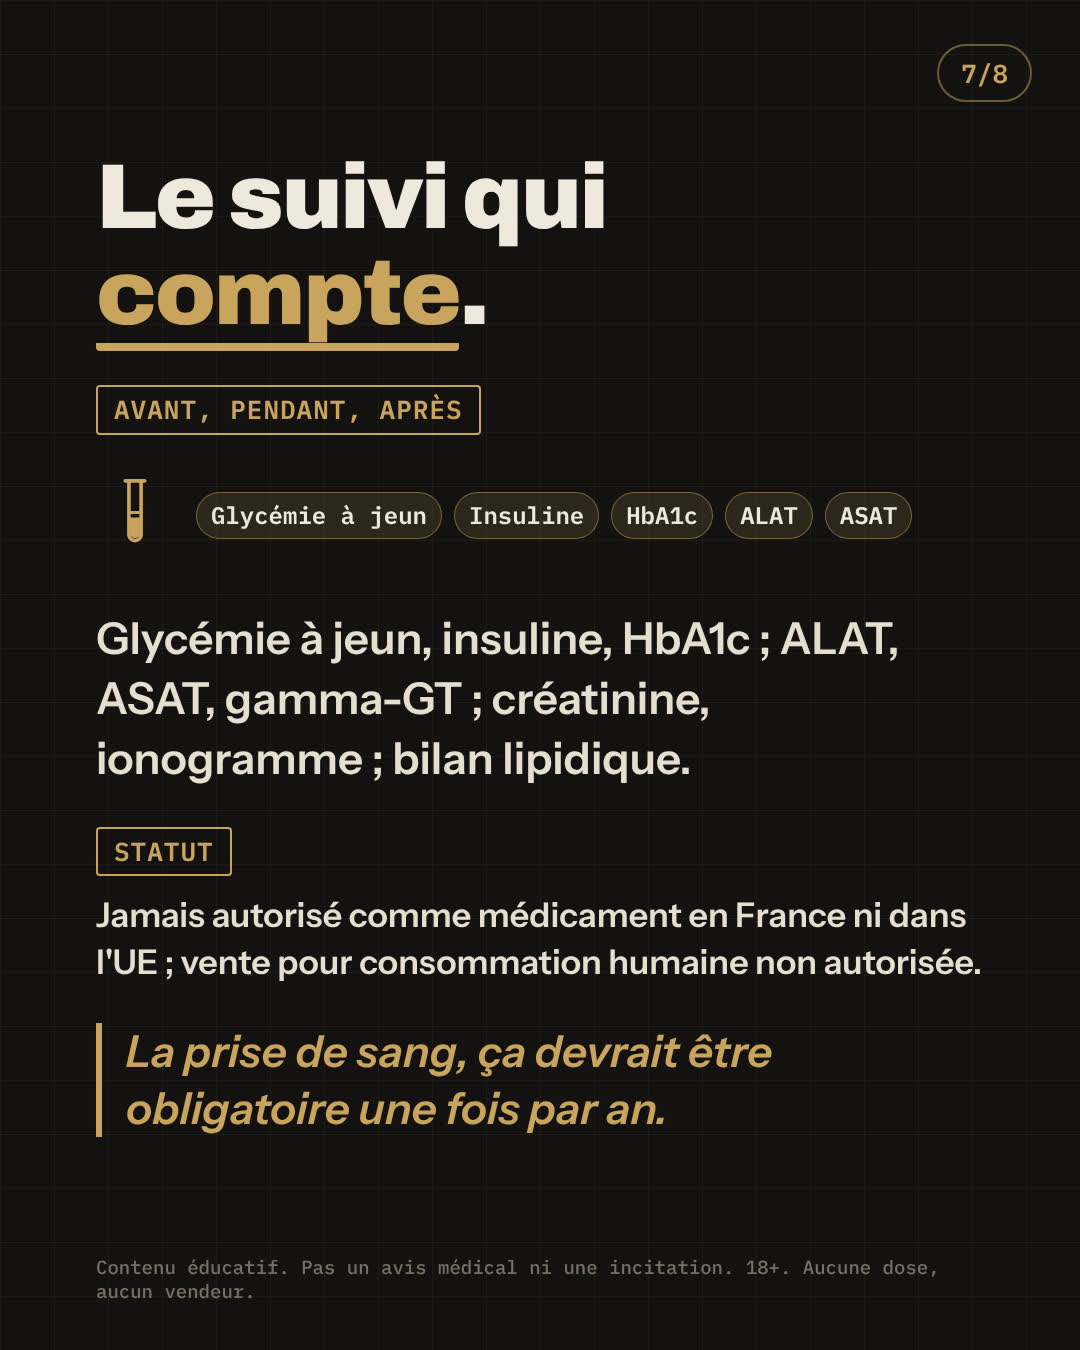 7/8
Le suivi qui
compte.
AVANT, PENDANT, APRÈS
Glycémie à jeun Insuline HbA1c ALAT ASAT
Glycémie à jeun, insuline, HbA1c ; ALAT,
ASAT, gamma-GT ; créatinine,
ionogramme ; bilan lipidique.
STATUT
Jamais autorisé comme médicament en France ni dans
l'UE ; vente pour consommation humaine non autorisée.
La prise de sang, ça devrait être
obligatoire une fois par an.
Contenu éducatif. Pas un avis médical ni une incitation. 18+. Aucune dose,
aucun vendeur.